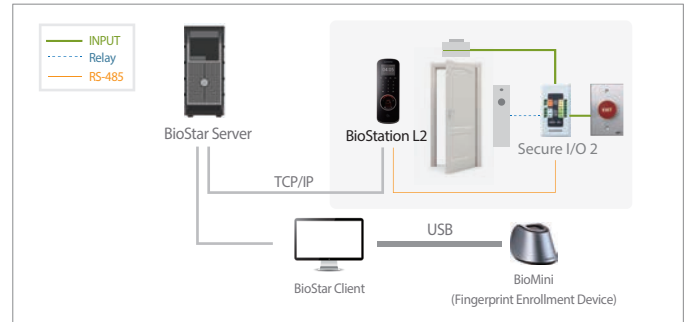 INPUT
Relay
RS-485
BioStar Server
BioStation L2
EXIT
Secure I/O 2
TCP/IP
USB
BioStar Client
BioMini
(Fingerprint Enrollment Device)